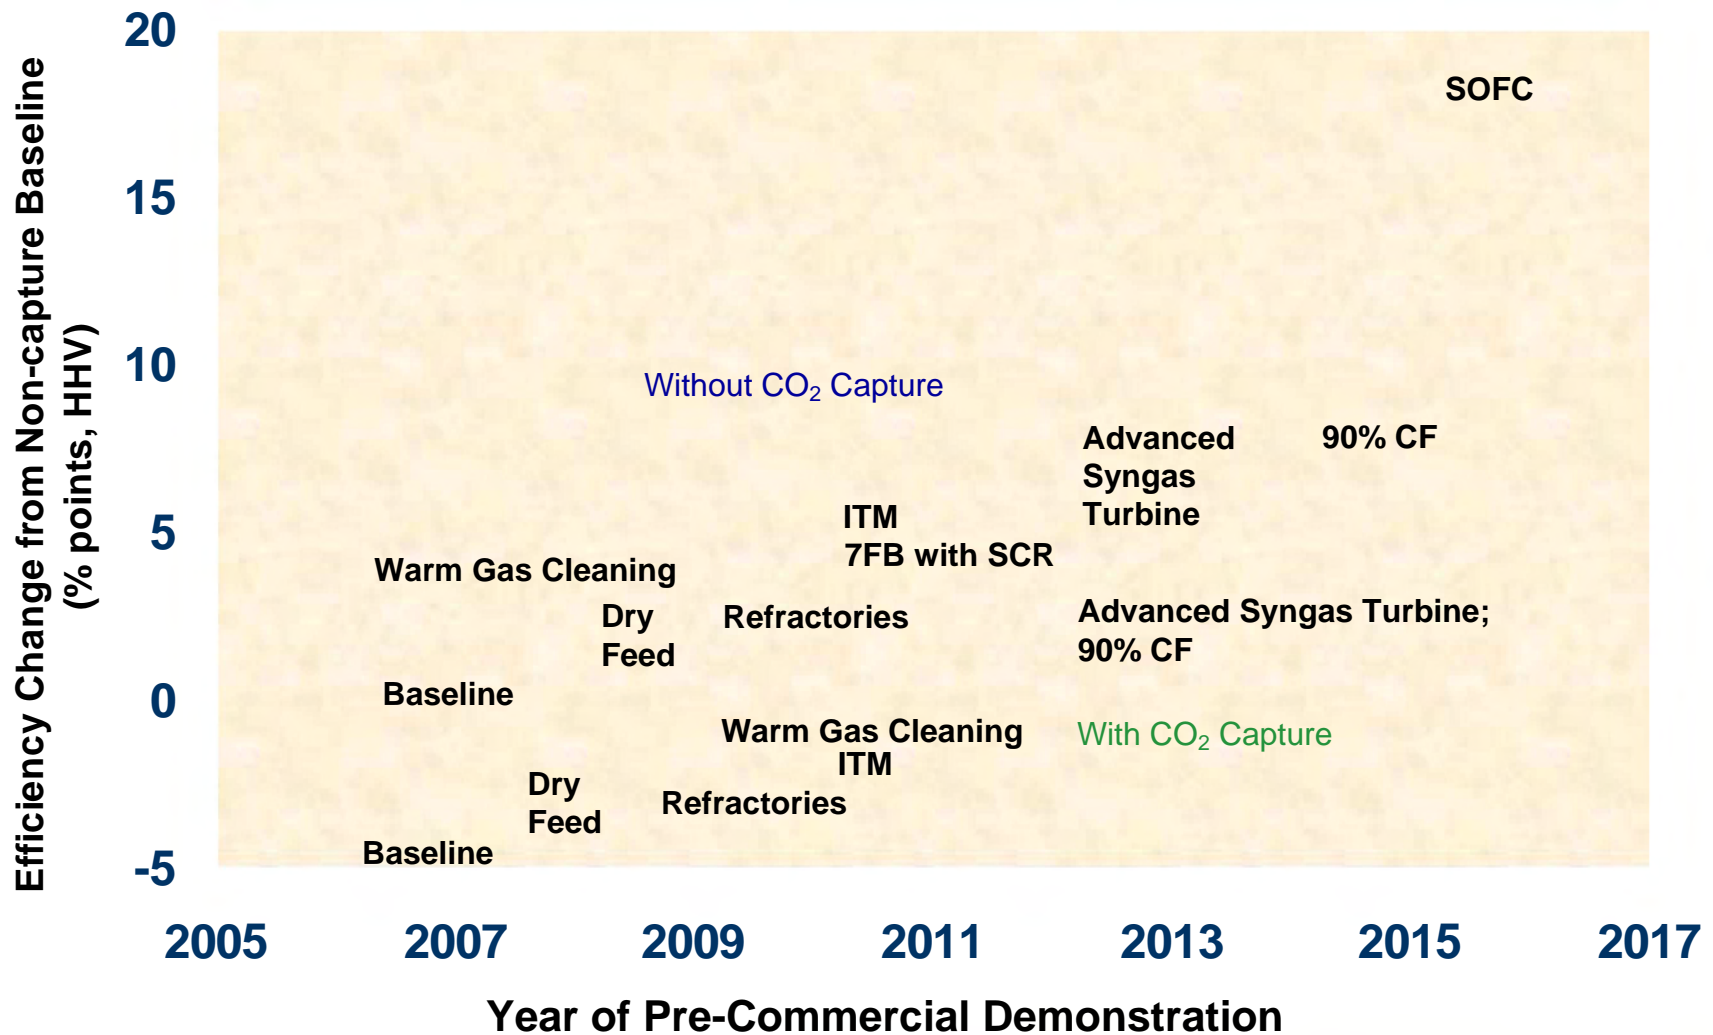 Efficiency Change from Non-capture Baseline
(% points, HHV)
20
15
10
5
0
-5
SOFC
Without CO₂ Capture
Advanced
Syngas
Turbine
90% CF
ITM
7FB with SCR
Warm Gas Cleaning
Dry
Feed
Refractories
Advanced Syngas Turbine;
90% CF
Baseline
Warm Gas Cleaning
ITM
With CO₂ Capture
Dry
Feed
Refractories
Baseline
2005 2007 2009 2011 2013 2015 2017
Year of Pre-Commercial Demonstration